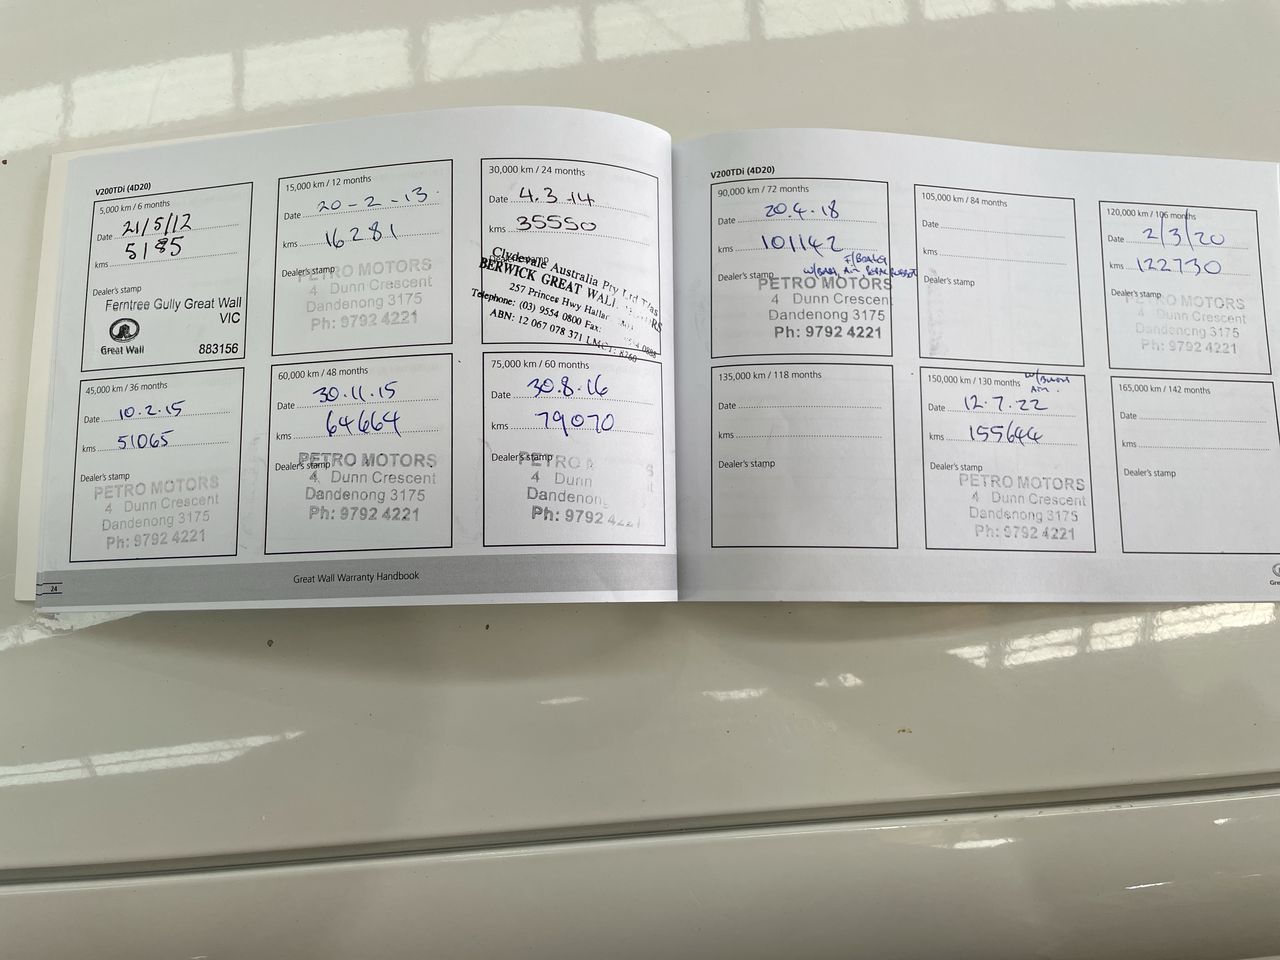 V200TDi (4D20)
5,000 km / 6 months
Date 21/5/12
kms 5185
Dealer's stamp
Ferntree Gully Great Wall
VIC
Great Wall
883156
15,000 km / 12 months
Date 20-2-13.
kms 16281
Dealer's stamp
PETRO MOTORS
4 Dunn Crescent
Dandenong 3175
Ph: 9792 4221
30,000 km / 24 months
Date 4.3.14
kms 35550
Clydevale Australia Pty Ltd T/as
BERWICK GREAT WALL
257 Princes Hwy Hallam
Telephone: (03) 9554 0800 Fax:
ABN: 12 067 078 371 LMCT: 8260
45,000 km / 36 months
Date 10.2.15
kms 51065
Dealer's stamp
PETRO MOTORS
4 Dunn Crescent
Dandenong 3175
Ph: 9792 4221
60,000 km / 48 months
Date 30.11.15
kms 64664
Dealer's stamp
PETRO MOTORS
4 Dunn Crescent
Dandenong 3175
Ph: 9792 4221
75,000 km / 60 months
Date 30.8.16
kms 79070
Dealer's stamp
PETRO
4 Dunn
Dandenong
Ph: 9792 4221
24
Great Wall Warranty Handbook
V200TDi (4D20)
90,000 km / 72 months
Date 20.4.18
kms 101142
Dealer's stamp
PETRO MOTORS
4 Dunn Crescent
Dandenong 3175
Ph: 9792 4221
105,000 km / 84 months
Date
kms
Dealer's stamp
120,000 km / 106 months
Date 2/3/20
kms 122730
Dealer's stamp
PETRO MOTORS
4 Dunn Crescent
Dandenong 3175
Ph: 9792 4221
135,000 km / 118 months
Date
kms
Dealer's stamp
150,000 km / 130 months
Date 12.7.22
kms 155644
Dealer's stamp
PETRO MOTORS
4 Dunn Crescent
Dandenong 3175
Ph: 9792 4221
165,000 km / 142 months
Date
kms
Dealer's stamp